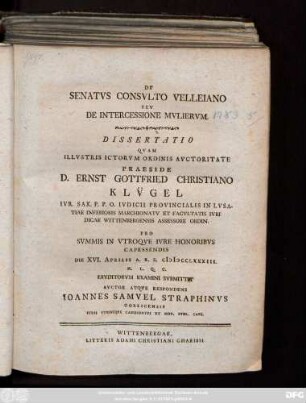 DE
SENATVS CONSVLTO VELLEIANO
SEV
DE INTERCESSIONE MVLIERVM.
DISSERTATIO
QVAM
ILLVSTRIS ICTORVM ORDINIS AVCTORITATE
PRAESIDE
D. ERNST GOTTFRIED CHRISTIANO
KLVGEL
IVR. SAX. P. P. O. IVDICII PROVINCIALIS IN LVSA-
TIAE INFERIORIS MARCHIONATV ET FACVLTATIS IVRI
DICAE WITTENBERGENSIS ASSESSORE ORDIN.
PRO
SVMMIS IN VTROQVE IVRE HONORIBVS
CAPESSENDIS
DIE XVI. APRILIS A. R. S. CIƆIƆCCLXXXIII.
H. L. Q. C.
ERVDITORVM EXAMINI SVBMITTIT
AVCTOR ATQVE RESPONDENS
IOANNES SAMVEL STRAPHINVS
WITTENBERGAE,
LITTERIS ADAMI CHRISTIANI CHARISII.
1783
5